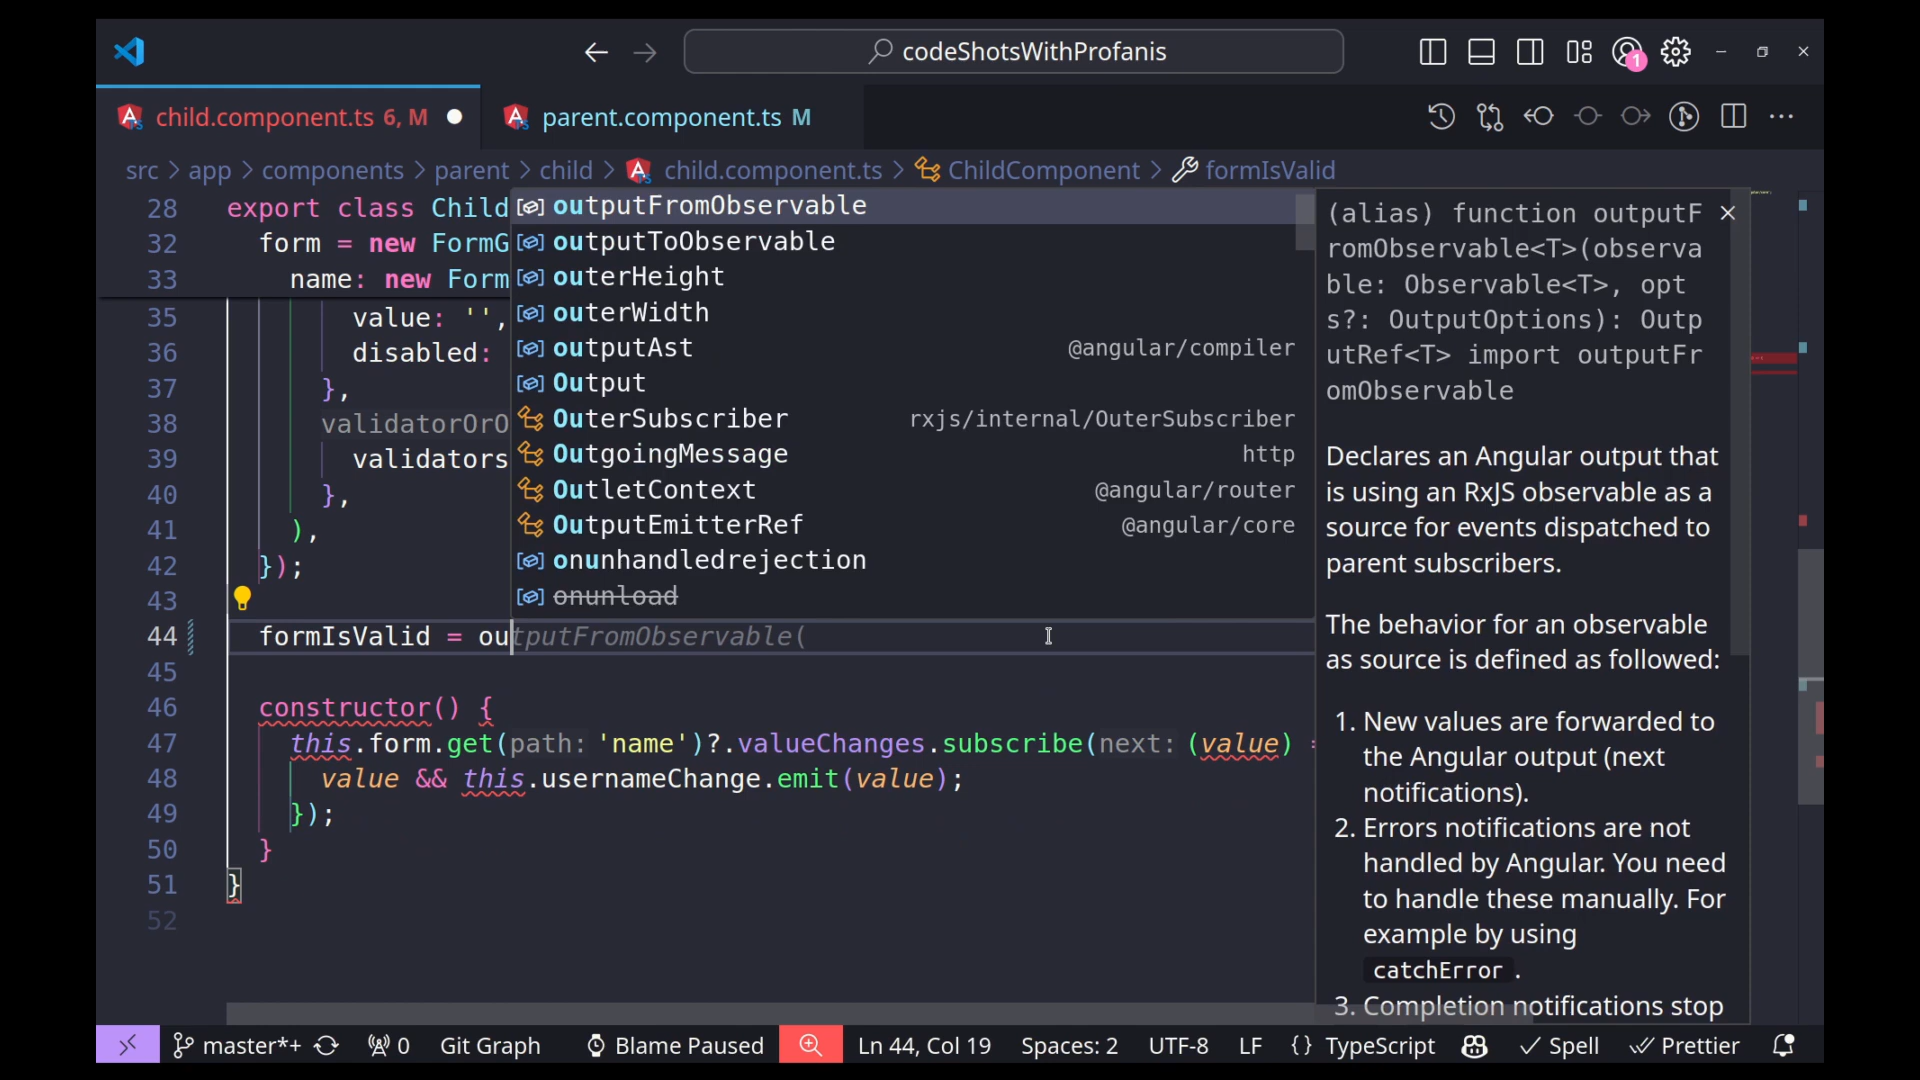 codeShotsWithProfanis
1
child.component.ts 6, M
parent.component.ts M
src > app > components > parent > child > child.component.ts > ChildComponent > formIsValid
28 export class Child
32 form = new FormG
33 name: new Form
35 value: '',
36 disabled:
37 },
38 validatorOrO
39 validators
40 },
41 ),
42 });
43
44 formIsValid = outputFromObservable(
45
46 constructor() {
47 this.form.get(path: 'name')?.valueChanges.subscribe(next: (value) =
48 value && this.usernameChange.emit(value);
49 });
50 }
51 }
52
outputFromObservable
outputToObservable
outerHeight
outerWidth
outputAst @angular/compiler
Output
OuterSubscriber rxjs/internal/OuterSubscriber
OutgoingMessage http
OutletContext @angular/router
OutputEmitterRef @angular/core
onunhandledrejection
onunload
(alias) function outputF
romObservable<T>(observa
ble: Observable<T>, opt
s?: OutputOptions): Outp
utRef<T> import outputFr
omObservable
Declares an Angular output that
is using an RxJS observable as a
source for events dispatched to
parent subscribers.
The behavior for an observable
as source is defined as followed:
1. New values are forwarded to
the Angular output (next
notifications).
2. Errors notifications are not
handled by Angular. You need
to handle these manually. For
example by using
catchError .
3. Completion notifications stop
master*+ 0 Git Graph Blame Paused Ln 44, Col 19 Spaces: 2 UTF-8 LF {} TypeScript Spell Prettier